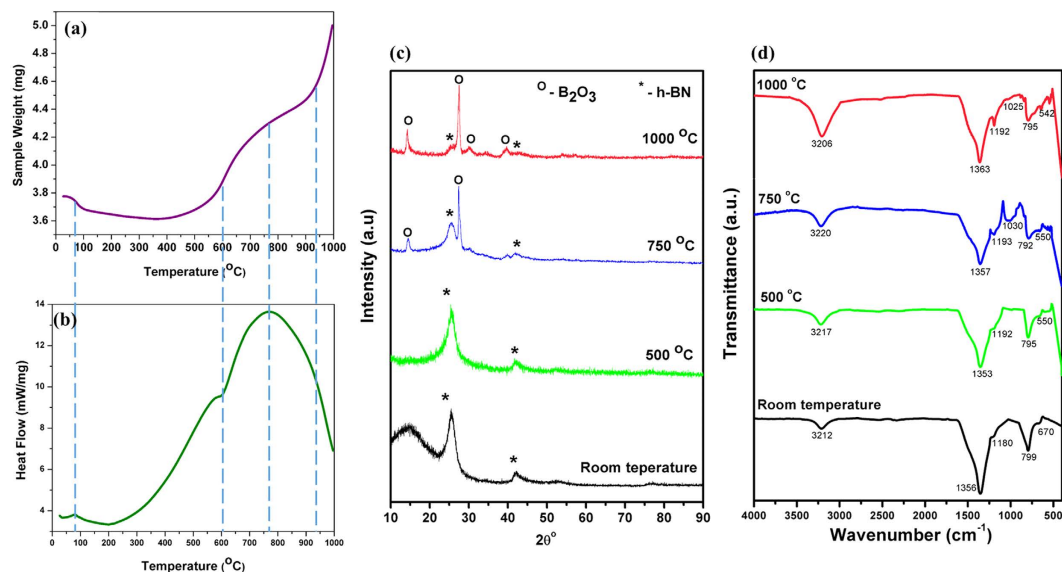 (a)
Sample Weight (mg)
5.0
4.8
4.6
4.4
4.2
4.0
3.8
3.6
0 100 200 300 400 500 600 700 800 900 1000
Temperature (°C)
(b)
Heat Flow (mW/mg)
14
12
10
8
6
4
0 100 200 300 400 500 600 700 800 900 1000
Temperature (°C)
(c)
Intensity (a.u)
O - B2O3
* - h-BN
O
O
*
O
O
*
1000 °C
O
*
O
*
750 °C
*
*
500 °C
*
*
Room teperature
10 20 30 40 50 60 70 80 90
2θ°
(d)
Transmittance (a.u.)
1000 °C
3206
1363
1192
1025
795
542
750 °C
3220
1357
1193
1030
792
550
500 °C
3217
1353
1192
795
550
Room temperature
3212
1356
1180
799
670
4000 3500 3000 2500 2000 1500 1000 500
Wavenumber (cm-1)